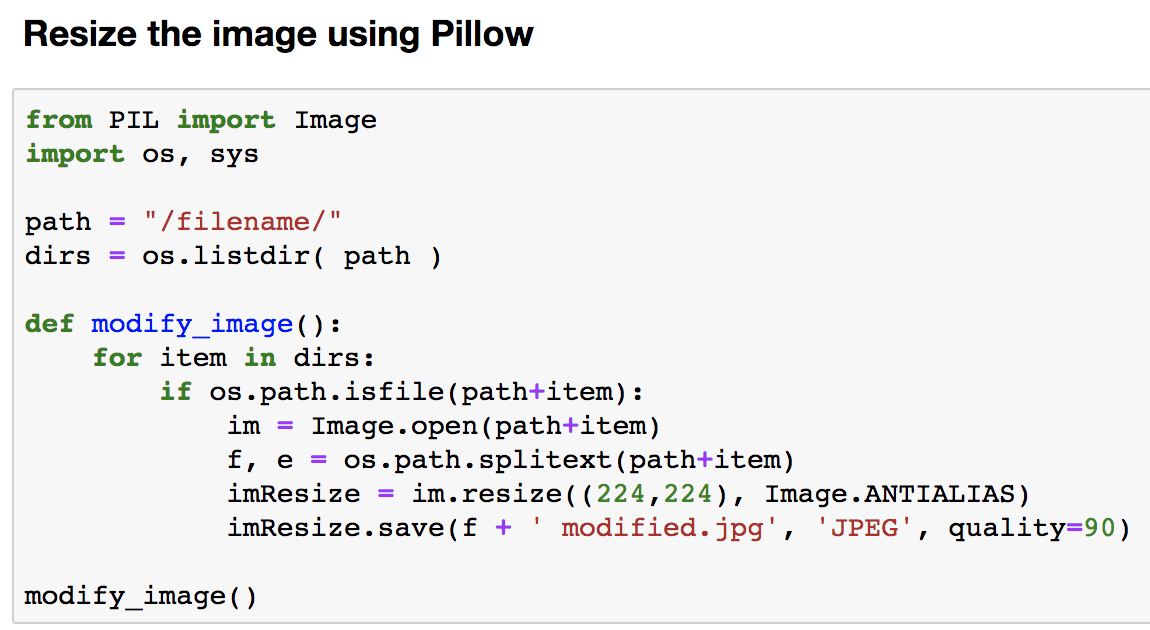 Resize the image using Pillow
from PIL import Image
import os, sys
path = "/filename/"
dirs = os.listdir( path )
def modify_image():
    for item in dirs:
        if os.path.isfile(path+item):
            im = Image.open(path+item)
            f, e = os.path.splitext(path+item)
            imResize = im.resize((224,224), Image.ANTIALIAS)
            imResize.save(f + ' modified.jpg', 'JPEG', quality=90)
modify_image()